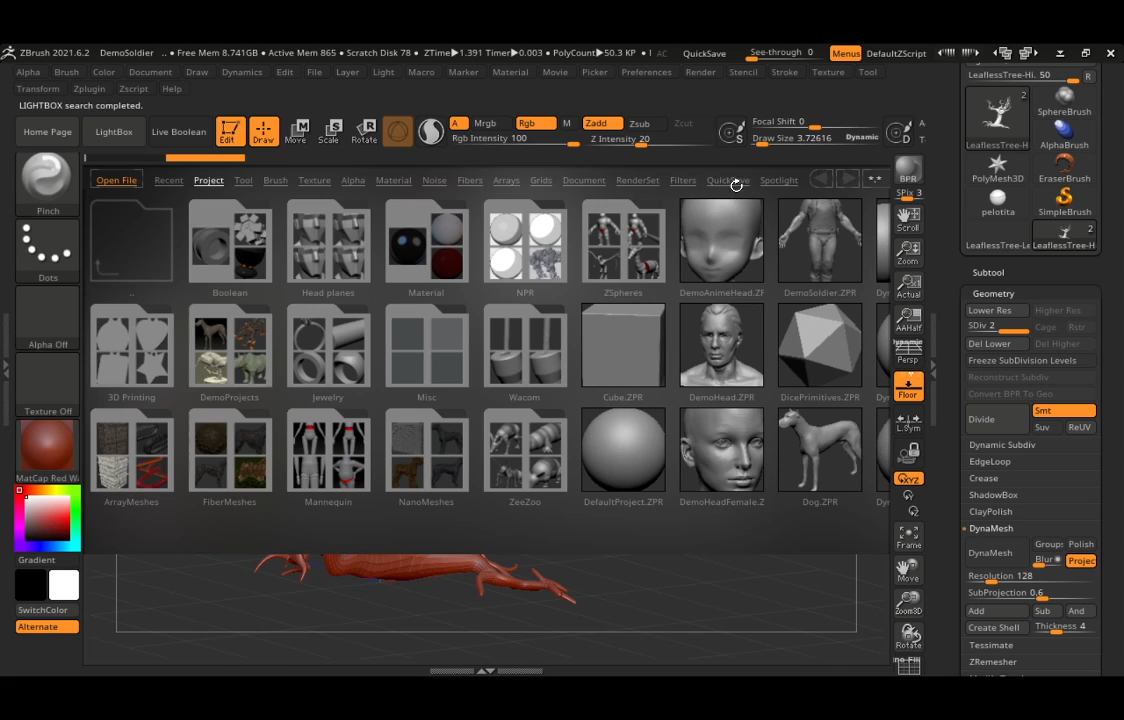 ZBrush 2021.6.2 DemoSoldier .. ● Free Mem 8.741GB ● Active Mem 865 ● Scratch Disk 78 ● ZTime▶1.391 Timer▶0.003 ● PolyCount▶50.3 KP ● AC QuickSave See-through 0 Menus DefaultZScript
Alpha Brush Color Document Draw Dynamics Edit File Layer Light Macro Marker Material Movie Picker Preferences Render Stencil Stroke Texture Tool
Transform Zplugin Zscript Help
LIGHTBOX search completed.
Home Page LightBox Live Boolean Edit Draw Move Scale Rotate A Mrgb Rgb M Zadd Zsub Zcut Focal Shift 0
Rgb Intensity 100 Z Intensity 20 S Draw Size 3.72616 Dynamic D
Open File Recent Project Tool Brush Texture Alpha Material Noise Fibers Arrays Grids Document RenderSet Filters QuickSave Spotlight
.. Boolean Head planes Material NPR ZSpheres DemoAnimeHead.ZP DemoSoldier.ZPR Dy
3D Printing DemoProjects Jewelry Misc Wacom Cube.ZPR DemoHead.ZPR DicePrimitives.ZPR Dyn
ArrayMeshes FiberMeshes Mannequin NanoMeshes ZeeZoo DefaultProject.ZPR DemoHeadFemale.Z Dog.ZPR Dyn
Pinch
Dots
Alpha Off
Texture Off
MatCap Red W
Gradient
SwitchColor
Alternate
BPR
SPix 3
Scroll
Zoom
Actual
AAHalf
Dynamic
Persp
Floor
L.Sym
XYZ
Frame
Move
Zoom3D
Rotate
LeaflessTree-Hi. 50 R
2
SphereBrush
LeaflessTree-H AlphaBrush
PolyMesh3D EraserBrush
pelotita SimpleBrush
2
LeaflessTree-Le LeaflessTree-H
Subtool
Geometry
Lower Res Higher Res
SDiv 2 Cage Rstr
Del Lower Del Higher
Freeze SubDivision Levels
Reconstruct Subdiv
Convert BPR To Geo
Divide Smt
Suv ReUV
Dynamic Subdiv
EdgeLoop
Crease
ShadowBox
ClayPolish
DynaMesh
DynaMesh Groups Polish
Blur Projec
Resolution 128
SubProjection 0.6
Add Sub And
Create Shell Thickness 4
Tessimate
ZRemesher